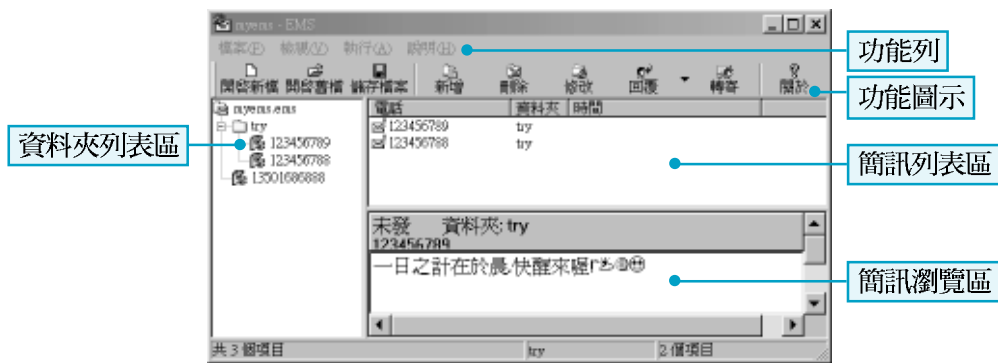 myems - EMS
檔案(F) 檢視(V) 執行(A) 說明(H)
功能列
開啟新檔 開啟舊檔 儲存檔案 新增 刪除 修改 回覆 轉寄 關於
功能圖示
資料夾列表區
myems.ems
try
123456789
123456788
13501686888
電話 資料夾 時間
123456789 try
123456788 try
簡訊列表區
未發 資料夾: try
123456789
一日之計在於晨,快醒來喔
簡訊瀏覽區
共 3 個項目 try 2 個項目